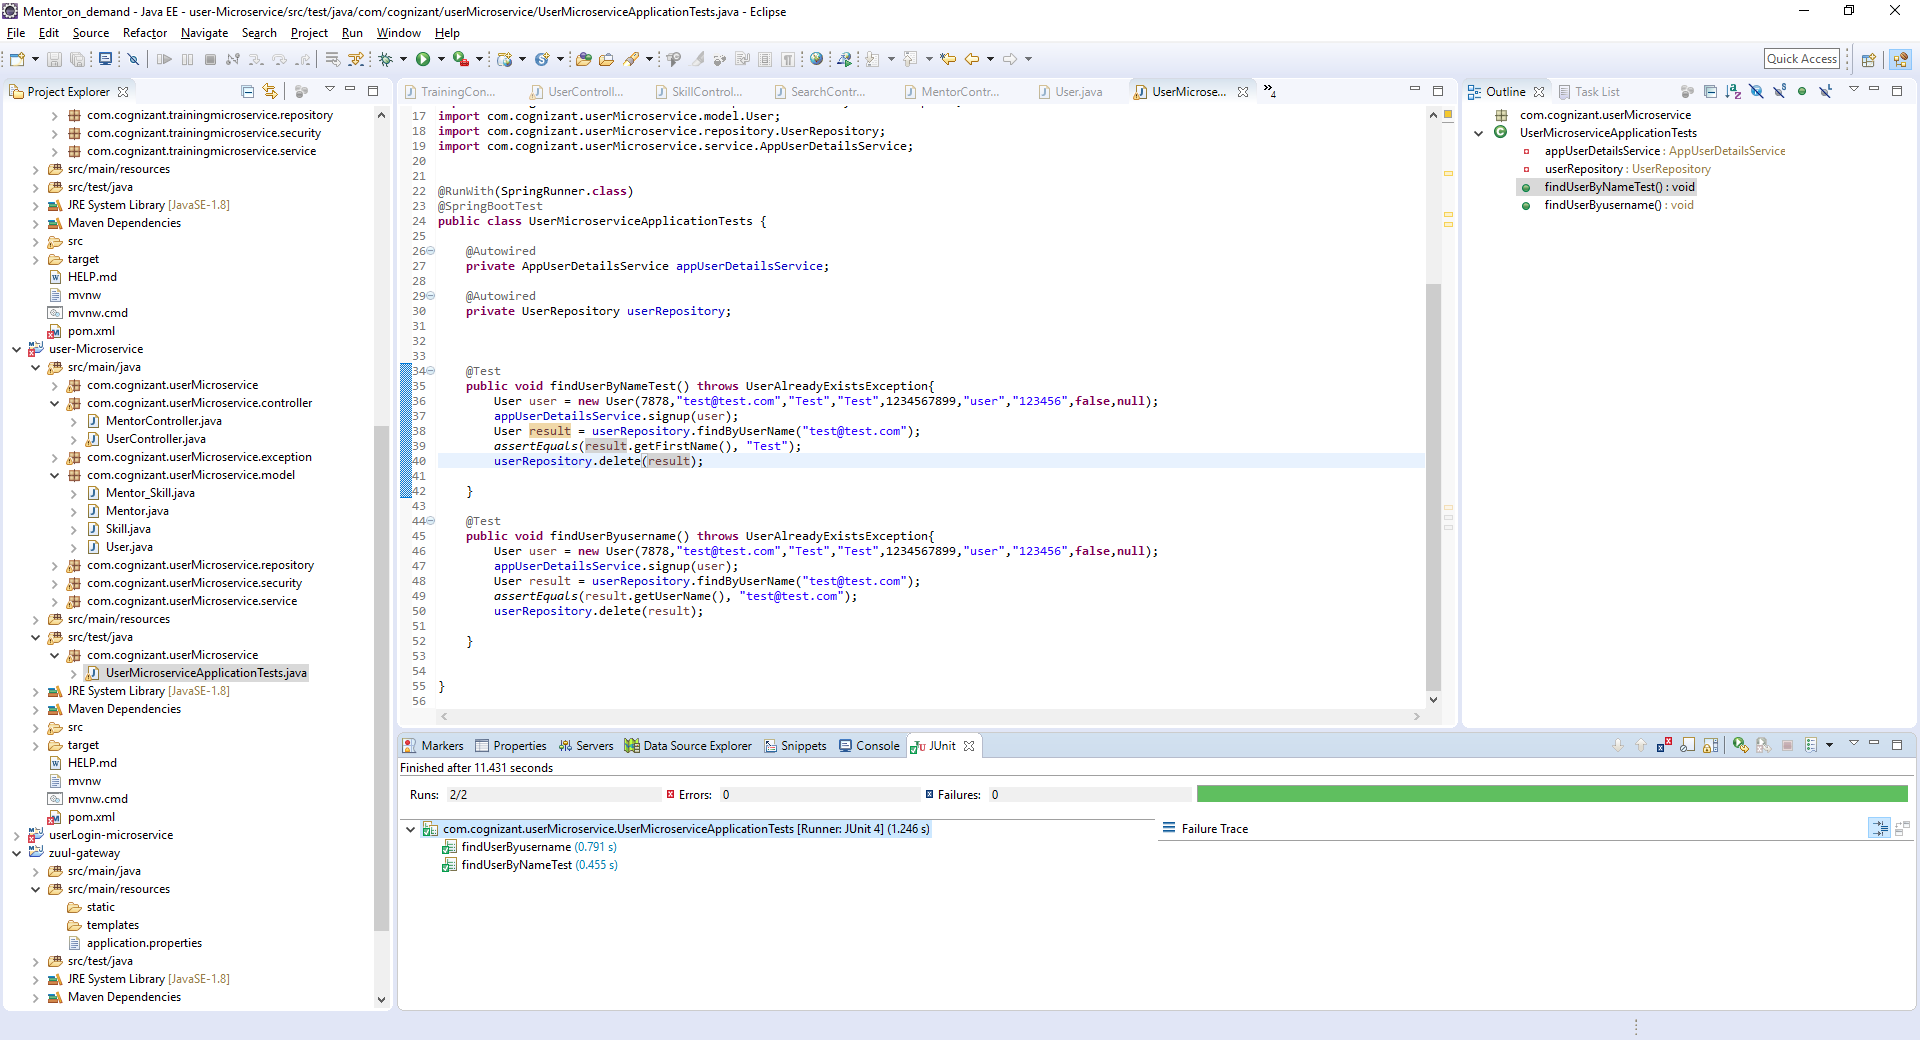 Mentor_on_demand - Java EE - user-Microservice/src/test/java/com/cognizant/userMicroservice/UserMicroserviceApplicationTests.java - Eclipse
File Edit Source Refactor Navigate Search Project Run Window Help
Quick Access
Project Explorer
com.cognizant.trainingmicroservice.repository
com.cognizant.trainingmicroservice.security
com.cognizant.trainingmicroservice.service
src/main/resources
src/test/java
JRE System Library [JavaSE-1.8]
Maven Dependencies
src
target
HELP.md
mvnw
mvnw.cmd
pom.xml
user-Microservice
src/main/java
com.cognizant.userMicroservice
com.cognizant.userMicroservice.controller
MentorController.java
UserController.java
com.cognizant.userMicroservice.exception
com.cognizant.userMicroservice.model
Mentor_Skill.java
Mentor.java
Skill.java
User.java
com.cognizant.userMicroservice.repository
com.cognizant.userMicroservice.security
com.cognizant.userMicroservice.service
src/main/resources
src/test/java
com.cognizant.userMicroservice
UserMicroserviceApplicationTests.java
JRE System Library [JavaSE-1.8]
Maven Dependencies
src
target
HELP.md
mvnw
mvnw.cmd
pom.xml
userLogin-microservice
zuul-gateway
src/main/java
src/main/resources
static
templates
application.properties
src/test/java
JRE System Library [JavaSE-1.8]
Maven Dependencies
TrainingCon... UserControll... SkillControl... SearchContr... MentorContr... User.java UserMicrose... »4
17 import com.cognizant.userMicroservice.model.User;
18 import com.cognizant.userMicroservice.repository.UserRepository;
19 import com.cognizant.userMicroservice.service.AppUserDetailsService;
20
21
22 @RunWith(SpringRunner.class)
23 @SpringBootTest
24 public class UserMicroserviceApplicationTests {
25
26 @Autowired
27 private AppUserDetailsService appUserDetailsService;
28
29 @Autowired
30 private UserRepository userRepository;
31
32
33
34 @Test
35 public void findUserByNameTest() throws UserAlreadyExistsException{
36 User user = new User(7878,"test@test.com","Test","Test",1234567899,"user","123456",false,null);
37 appUserDetailsService.signup(user);
38 User result = userRepository.findByUserName("test@test.com");
39 assertEquals(result.getFirstName(), "Test");
40 userRepository.delete(result);
41
42 }
43
44 @Test
45 public void findUserByusername() throws UserAlreadyExistsException{
46 User user = new User(7878,"test@test.com","Test","Test",1234567899,"user","123456",false,null);
47 appUserDetailsService.signup(user);
48 User result = userRepository.findByUserName("test@test.com");
49 assertEquals(result.getUserName(), "test@test.com");
50 userRepository.delete(result);
51
52 }
53
54
55 }
56
Outline Task List
com.cognizant.userMicroservice
UserMicroserviceApplicationTests
appUserDetailsService : AppUserDetailsService
userRepository : UserRepository
findUserByNameTest() : void
findUserByusername() : void
Markers Properties Servers Data Source Explorer Snippets Console JUnit
Finished after 11.431 seconds
Runs: 2/2 Errors: 0 Failures: 0
com.cognizant.userMicroservice.UserMicroserviceApplicationTests [Runner: JUnit 4] (1.246 s)
findUserByusername (0.791 s)
findUserByNameTest (0.455 s)
Failure Trace